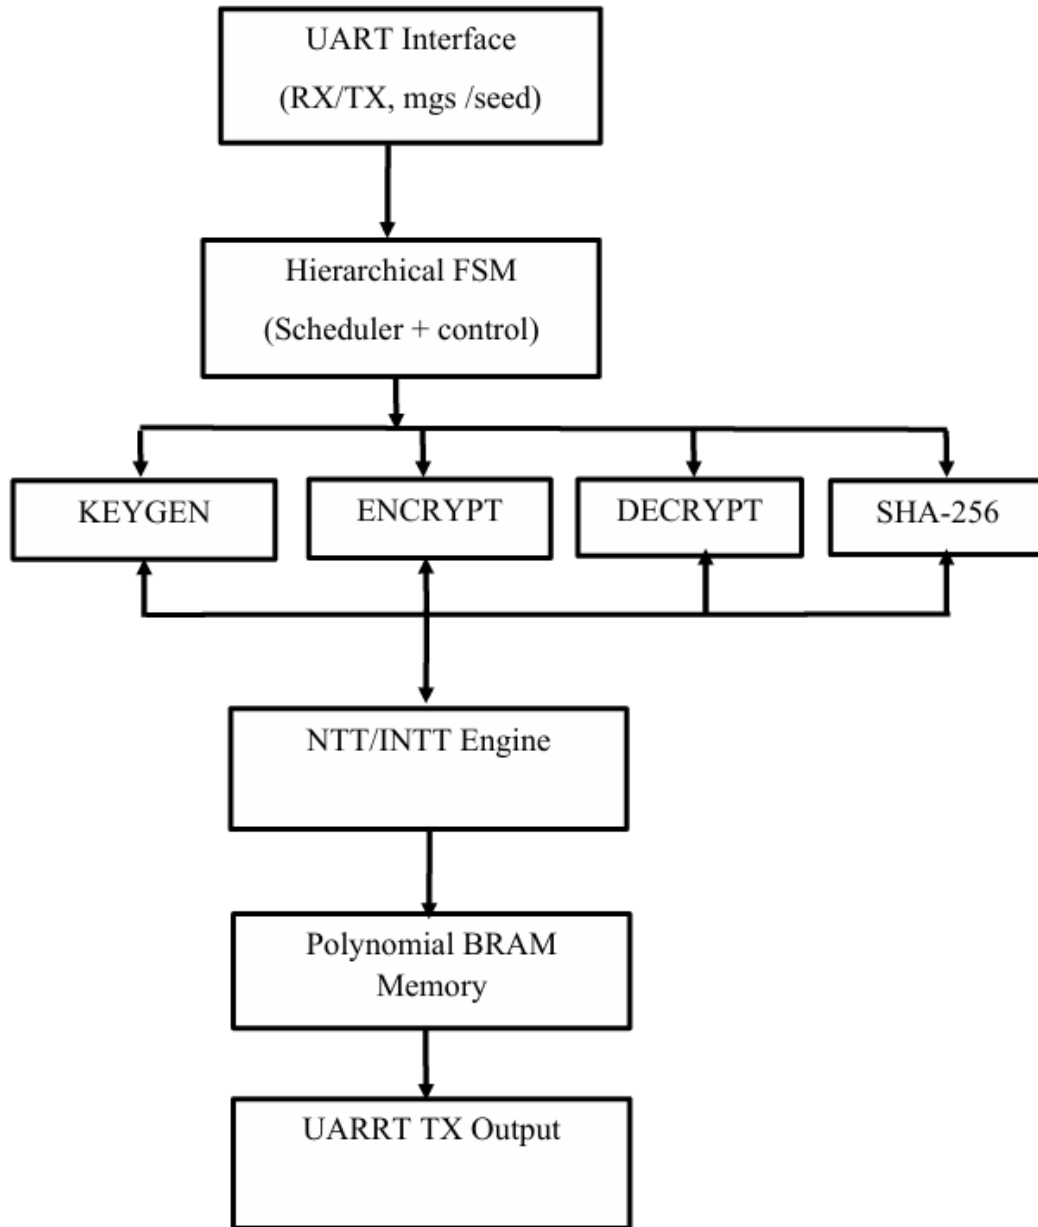 UART Interface
(RX/TX, mgs /seed)
Hierarchical FSM
(Scheduler + control)
KEYGEN
ENCRYPT
DECRYPT
SHA-256
NTT/INTT Engine
Polynomial BRAM
Memory
UARRT TX Output